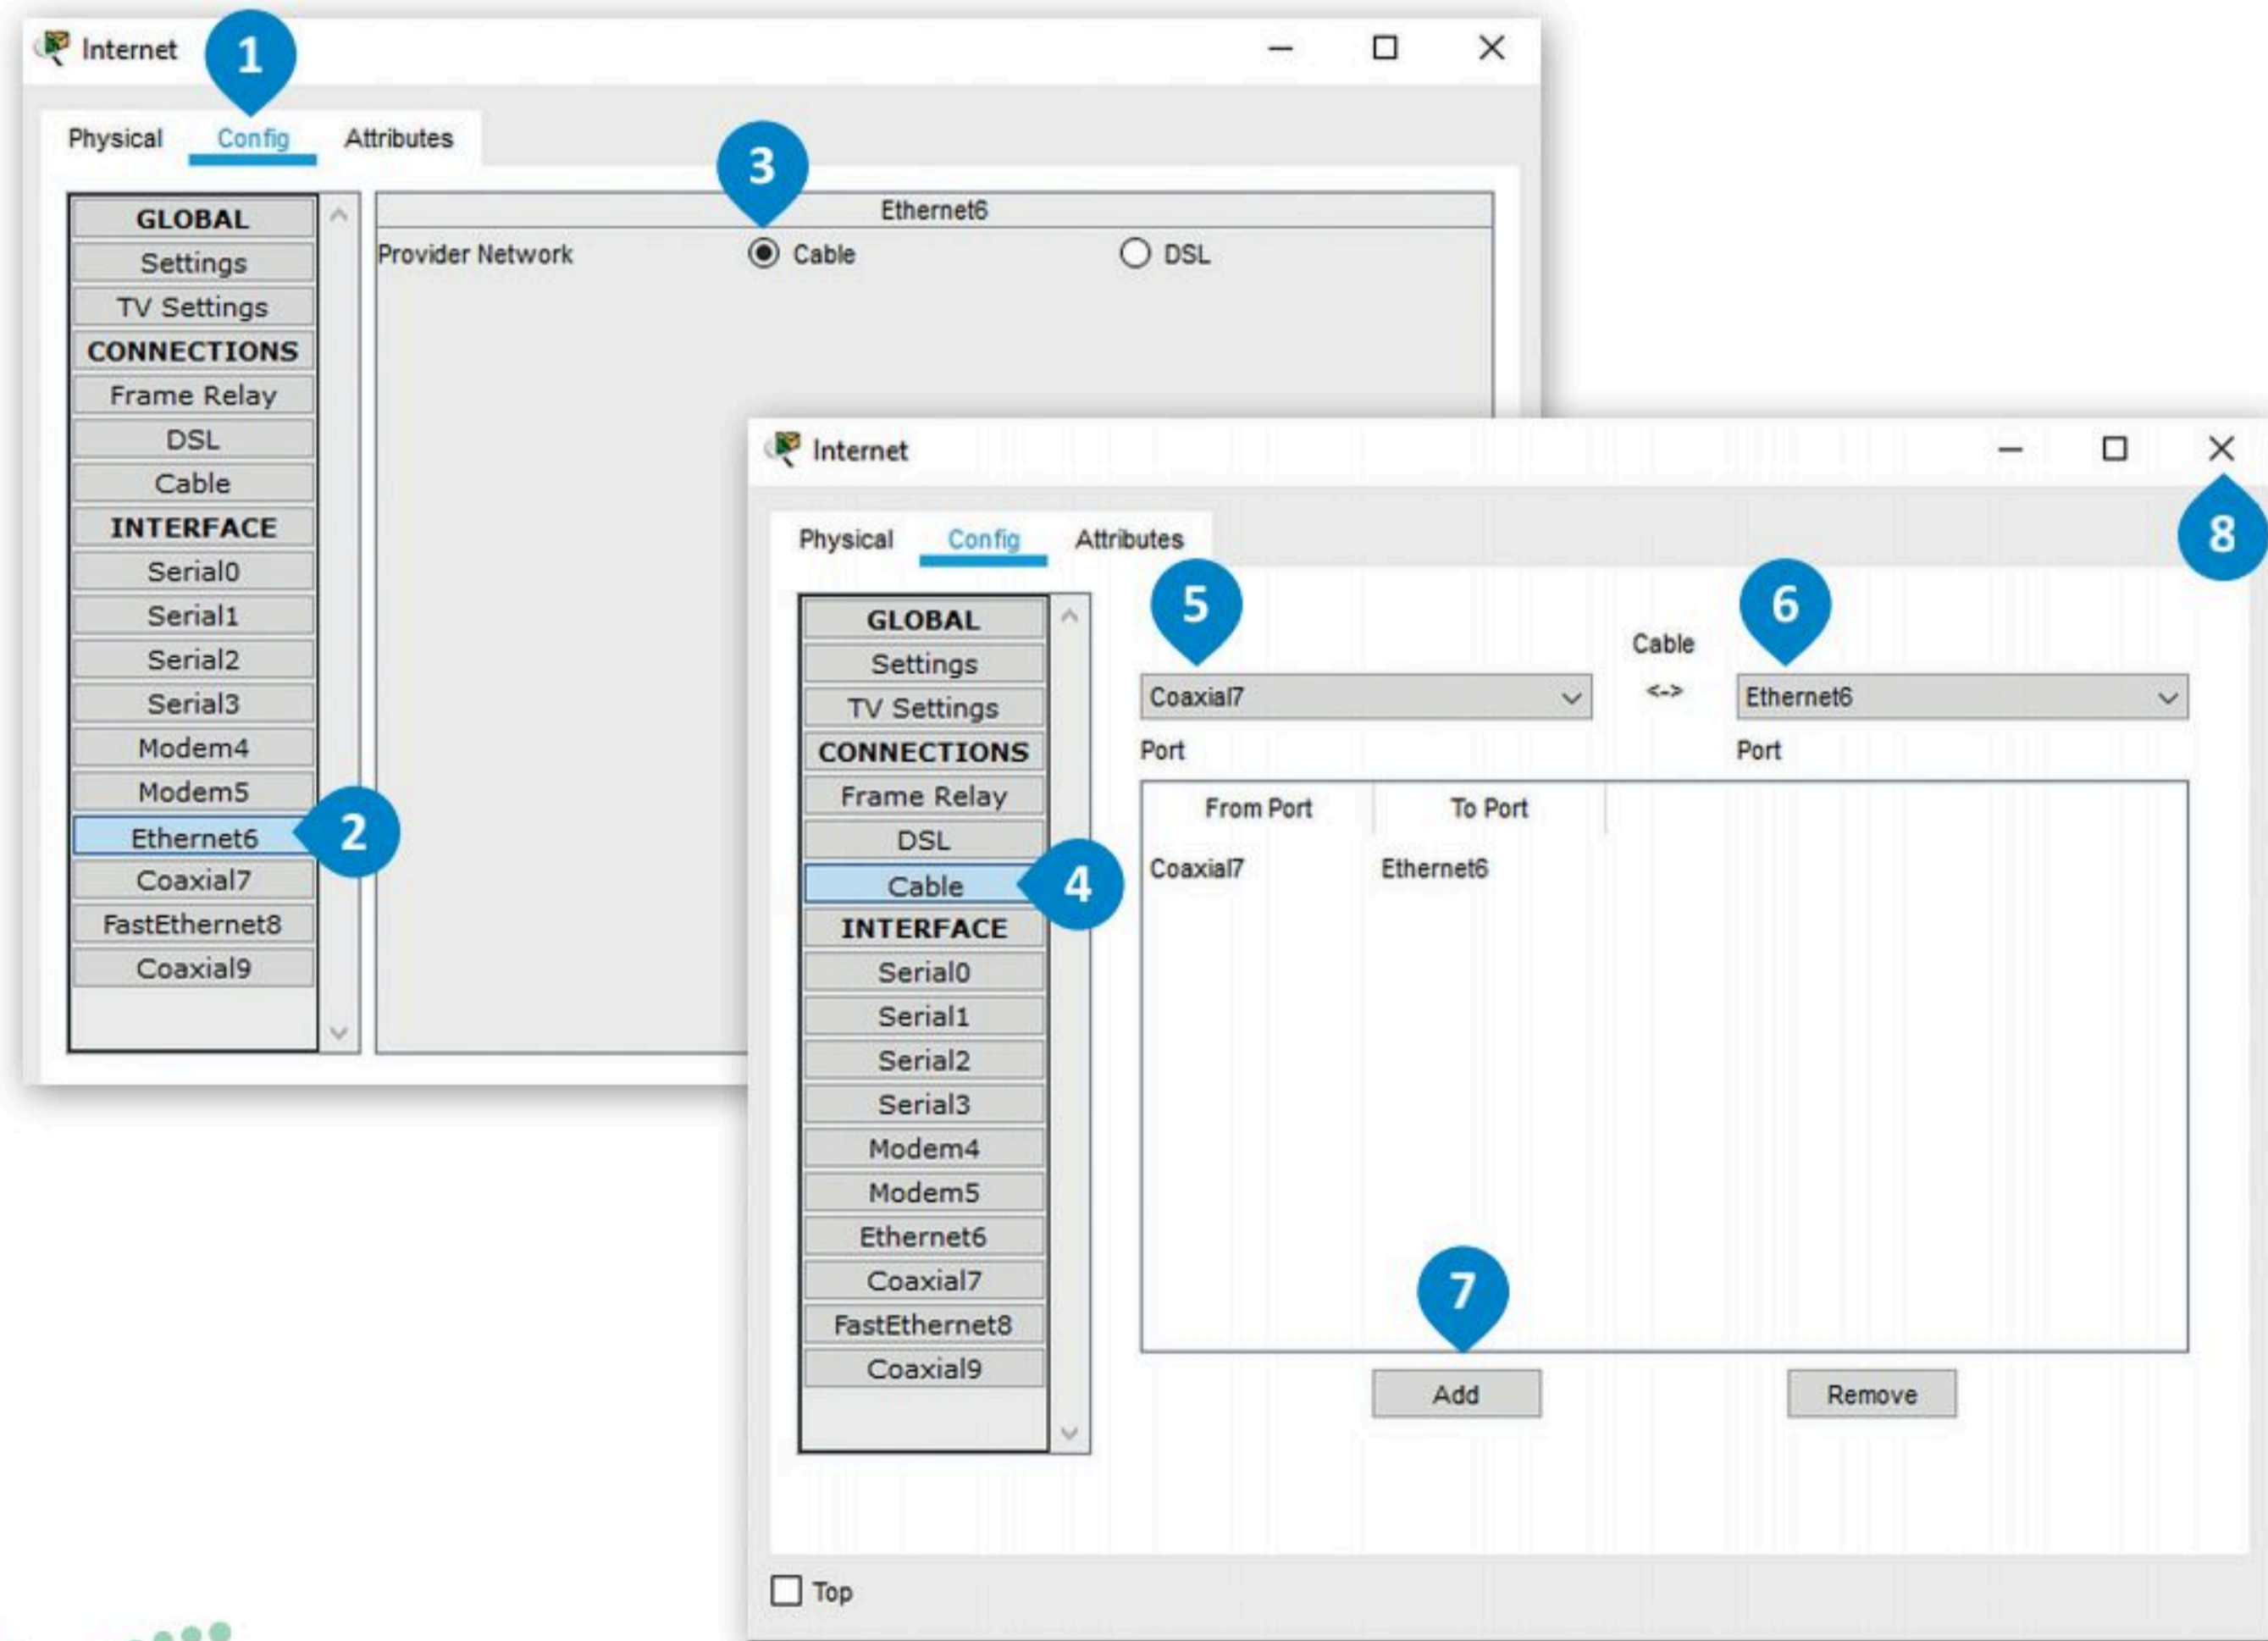 Internet
1
Physical Config Attributes
3
GLOBAL
Settings
TV Settings
CONNECTIONS
Frame Relay
DSL
Cable
INTERFACE
Serial0
Serial1
Serial2
Serial3
Modem4
Modem5
Ethernet6
2
Coaxial7
FastEthernet8
Coaxial9
Ethernet6
Provider Network Cable DSL
Internet
8
Physical Config Attributes
GLOBAL
Settings
TV Settings
CONNECTIONS
Frame Relay
DSL
Cable
4
INTERFACE
Serial0
Serial1
Serial2
Serial3
Modem4
Modem5
Ethernet6
Coaxial7
FastEthernet8
Coaxial9
5
6
Cable
Coaxial7 <-> Ethernet6
Port Port
From Port To Port
Coaxial7 Ethernet6
7
Add Remove
Top